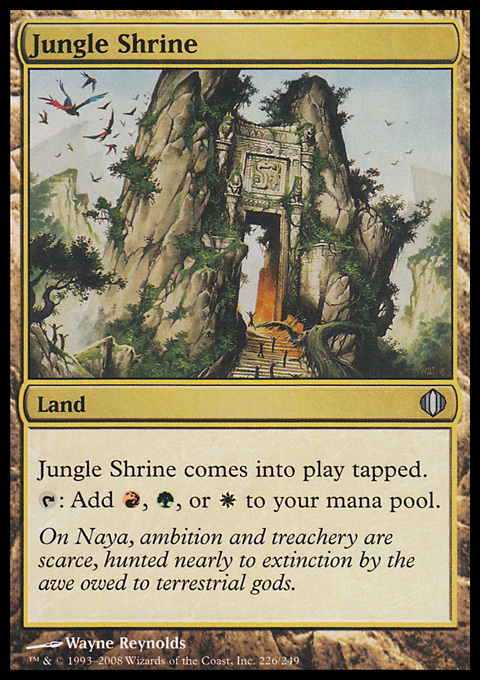 Jungle Shrine
Land
Jungle Shrine comes into play tapped.
: Add , , or to your mana pool.
On Naya, ambition and treachery are
scarce, hunted nearly to extinction by the
awe owed to terrestrial gods.
Wayne Reynolds
™ & © 1993–2008 Wizards of the Coast, Inc. 226/249